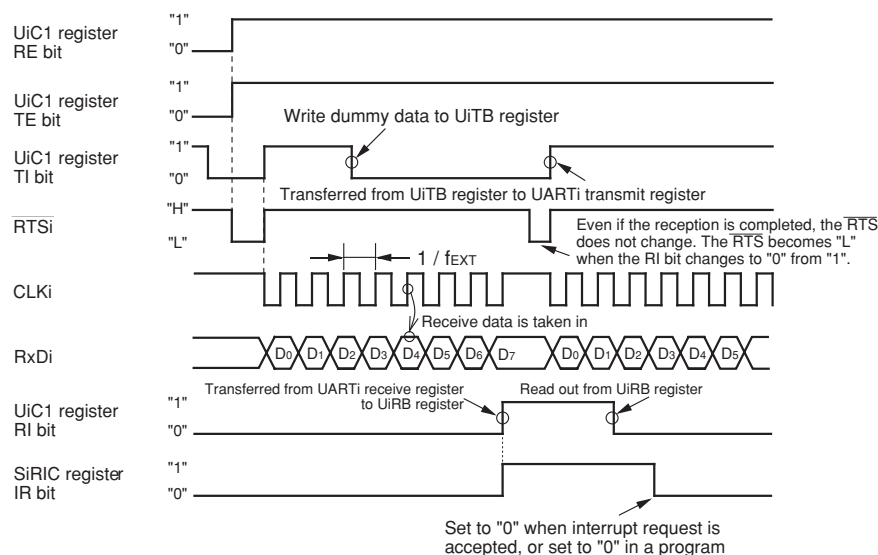 UiC1 register
RE bit
"1"
"0"
UiC1 register
TE bit
"1"
"0"
Write dummy data to UiTB register
UiC1 register
TI bit
"1"
"0"
Transferred from UiTB register to UARTi transmit register
RTSi
"H"
"L"
Even if the reception is completed, the RTS
does not change. The RTS becomes "L"
when the RI bit changes to "0" from "1".
1 / fEXT
CLKi
Receive data is taken in
RxDi
D0 D1 D2 D3 D4 D5 D6 D7 D0 D1 D2 D3 D4 D5
Transferred from UARTi receive register
to UiRB register
Read out from UiRB register
UiC1 register
RI bit
"1"
"0"
SiRIC register
IR bit
"1"
"0"
Set to "0" when interrupt request is
accepted, or set to "0" in a program